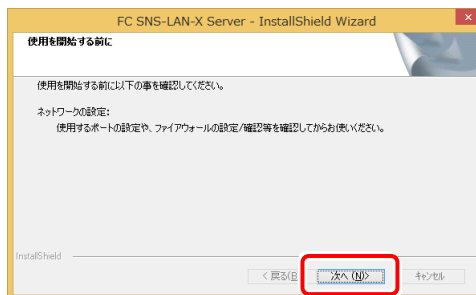 FC SNS-LAN-X Server - InstallShield Wizard
使用を開始する前に
使用を開始する前に以下の事を確認してください。
ネットワークの設定:
使用するポートの設定や、ファイアウォールの設定/確認等を確認してからお使いください。
InstallShield
< 戻る(B
次へ (N)>
キャンセル